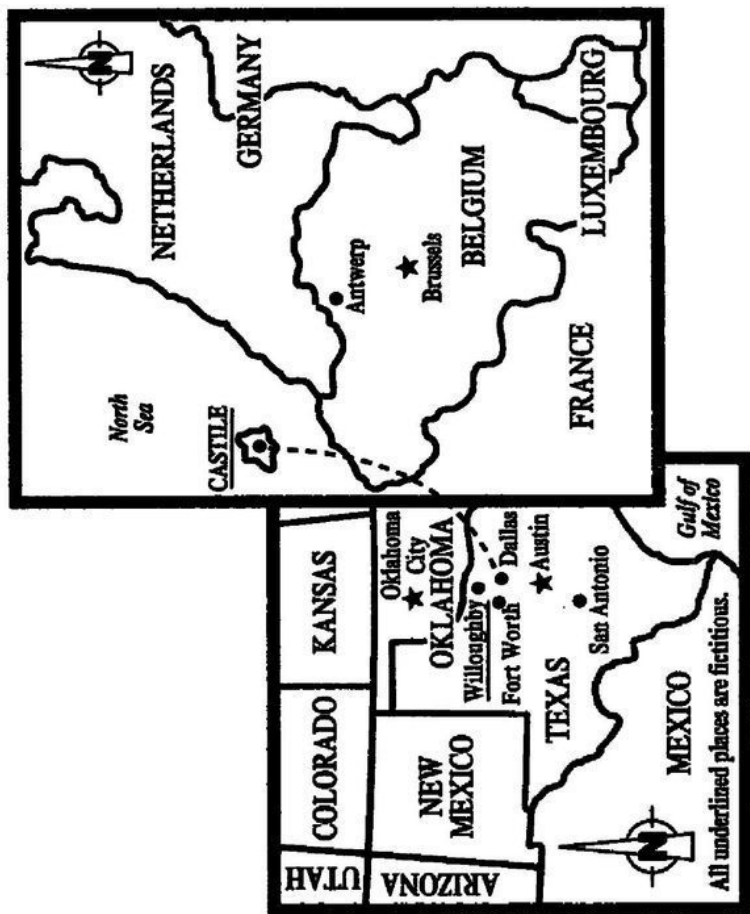 N
NETHERLANDS
GERMANY
North
Sea
CASTILE
Antwerp
Brussels
BELGIUM
LUXEMBOURG
FRANCE
UTAH
COLORADO
KANSAS
ARIZONA
NEW
MEXICO
Oklahoma
City
OKLAHOMA
Willoughby
Fort Worth
Dallas
Austin
TEXAS
San Antonio
Gulf of
Mexico
MEXICO
N
All underlined places are fictitious.